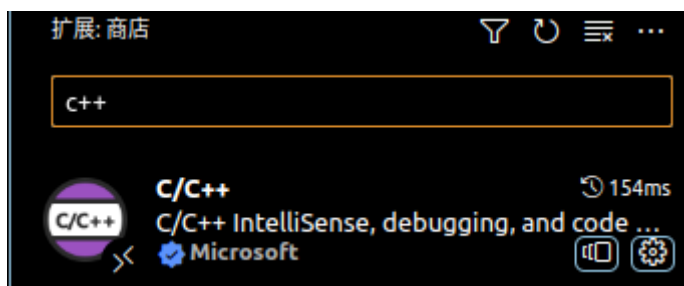 扩展: 商店
c++
C/C++
154ms
C/C++
C/C++ IntelliSense, debugging, and code ...
Microsoft